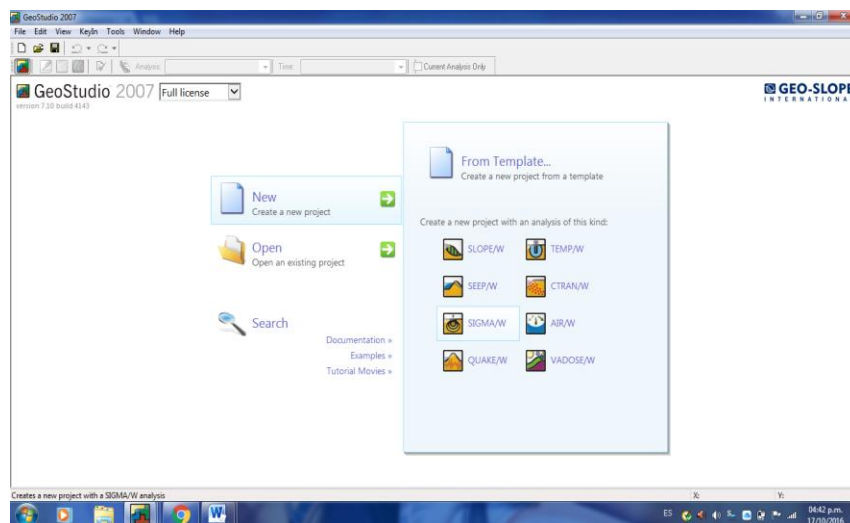 GeoStudio 2007
File Edit View KeyIn Tools Window Help
Analysis: Time: Current Analysis Only
GeoStudio 2007 Full license
version 7.10 build 4143
GEO-SLOPE
INTERNATIONA
New
Create a new project
Open
Open an existing project
Search
Documentation »
Examples »
Tutorial Movies »
From Template...
Create a new project from a template
Create a new project with an analysis of this kind:
SLOPE/W TEMP/W
SEEP/W CTRAN/W
SIGMA/W AIR/W
QUAKE/W VADOSE/W
Creates a new project with a SIGMA/W analysis X: Y:
ES 04:42 p.m.
17/10/2016